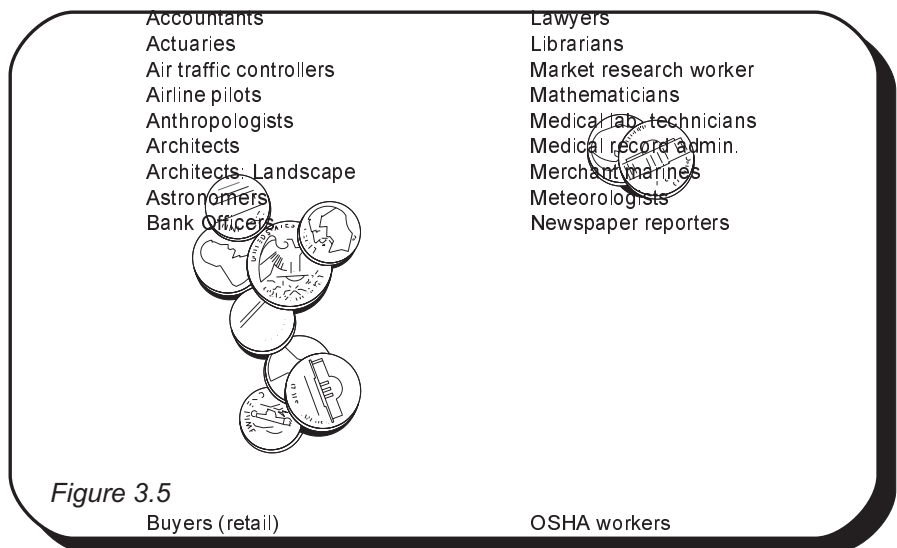 Accountants
Actuaries
Air traffic controllers
Airline pilots
Anthropologists
Architects
Architects: Landscape
Astronomers
Bank Officers
Lawyers
Librarians
Market research worker
Mathematicians
Medical lab. technicians
Medical record admin.
Merchant marines
Meteorologists
Newspaper reporters
Figure 3.5
Buyers (retail)
OSHA workers